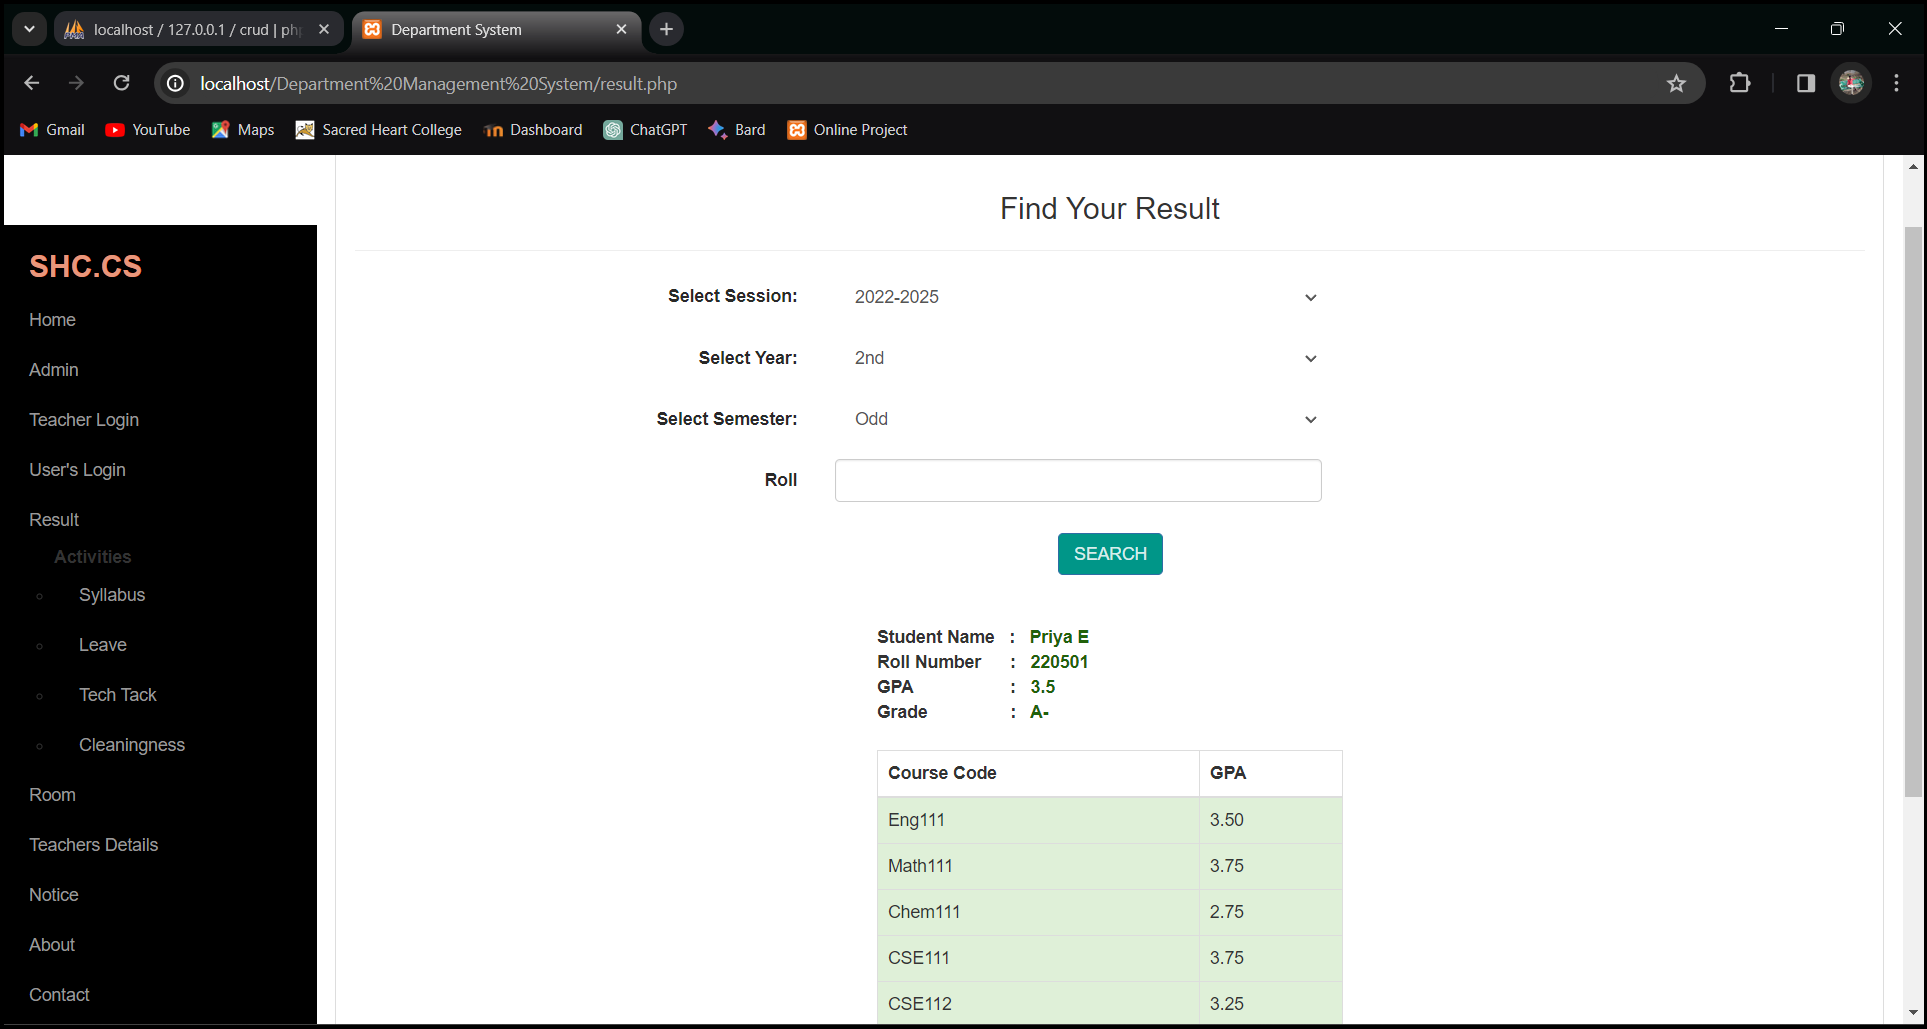 localhost / 127.0.0.1 / crud | php
Department System
localhost/Department%20Management%20System/result.php
Gmail
YouTube
Maps
Sacred Heart College
Dashboard
ChatGPT
Bard
Online Project
SHC.CS
Home
Admin
Teacher Login
User's Login
Result
Activities
Syllabus
Leave
Tech Tack
Cleaningness
Room
Teachers Details
Notice
About
Contact
Find Your Result
Select Session: 2022-2025
Select Year: 2nd
Select Semester: Odd
Roll
SEARCH
Student Name : Priya E
Roll Number : 220501
GPA : 3.5
Grade : A-
Course Code GPA
Eng111 3.50
Math111 3.75
Chem111 2.75
CSE111 3.75
CSE112 3.25